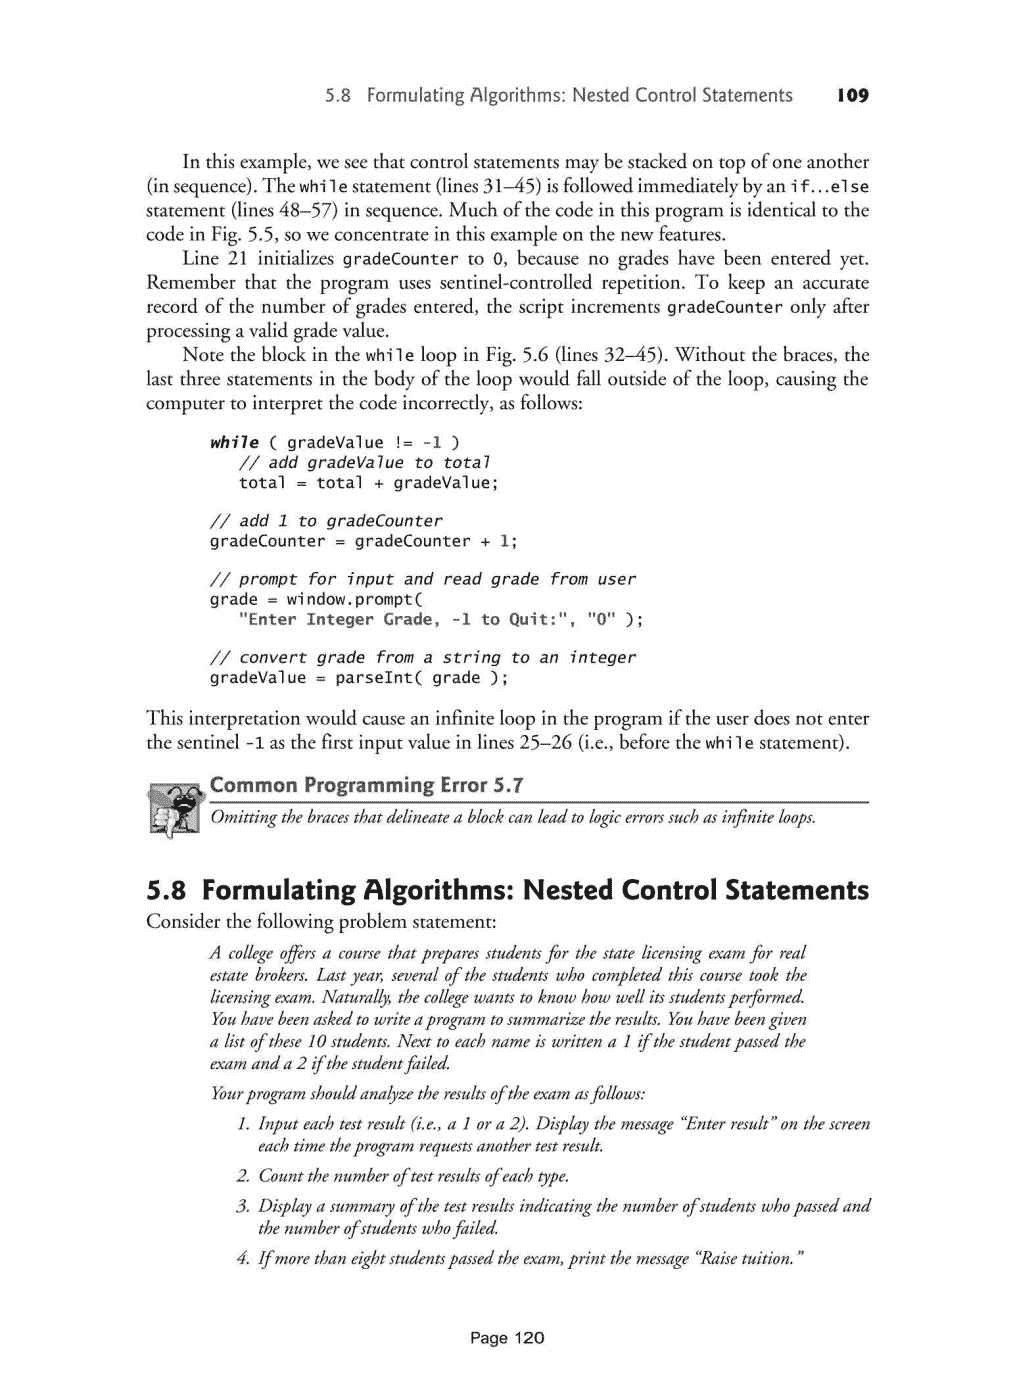 5.8 Formulating Algorithms: Nested Control Statements 109
In this example, we see that control statements may be stacked on top of one another
(in sequence). The while statement (lines 31–45) is followed immediately by an if...else
statement (lines 48–57) in sequence. Much of the code in this program is identical to the
code in Fig. 5.5, so we concentrate in this example on the new features.
Line 21 initializes gradeCounter to 0, because no grades have been entered yet.
Remember that the program uses sentinel-controlled repetition. To keep an accurate
record of the number of grades entered, the script increments gradeCounter only after
processing a valid grade value.
Note the block in the while loop in Fig. 5.6 (lines 32–45). Without the braces, the
last three statements in the body of the loop would fall outside of the loop, causing the
computer to interpret the code incorrectly, as follows:
while ( gradeValue != -1 )
// add gradeValue to total
total = total + gradeValue;
// add 1 to gradeCounter
gradeCounter = gradeCounter + 1;
// prompt for input and read grade from user
grade = window.prompt(
"Enter Integer Grade, -1 to Quit:", "0" );
// convert grade from a string to an integer
gradeValue = parseInt( grade );
This interpretation would cause an infinite loop in the program if the user does not enter
the sentinel -1 as the first input value in lines 25–26 (i.e., before the while statement).
Common Programming Error 5.7
Omitting the braces that delineate a block can lead to logic errors such as infinite loops.
5.8 Formulating Algorithms: Nested Control Statements
Consider the following problem statement:
A college offers a course that prepares students for the state licensing exam for real
estate brokers. Last year, several of the students who completed this course took the
licensing exam. Naturally, the college wants to know how well its students performed.
You have been asked to write a program to summarize the results. You have been given
a list of these 10 students. Next to each name is written a 1 if the student passed the
exam and a 2 if the student failed.
Your program should analyze the results of the exam as follows:
1. Input each test result (i.e., a 1 or a 2). Display the message “Enter result” on the screen
each time the program requests another test result.
2. Count the number of test results of each type.
3. Display a summary of the test results indicating the number of students who passed and
the number of students who failed.
4. If more than eight students passed the exam, print the message “Raise tuition.”
Page 120